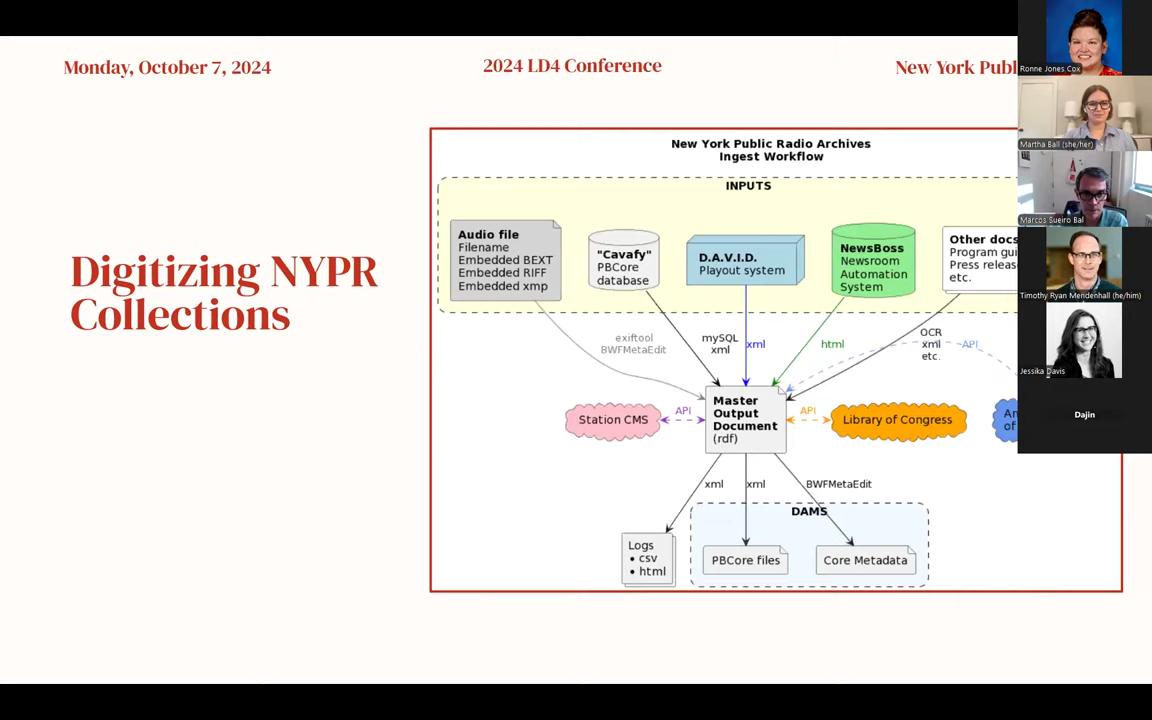 Monday, October 7, 2024
2024 LD4 Conference
New York Publ
Digitizing NYPR
Collections
New York Public Radio Archives
Ingest Workflow
INPUTS
Audio file
Filename
Embedded BEXT
Embedded RIFF
Embedded xmp
"Cavafy"
PBCore
database
D.A.V.I.D.
Playout system
NewsBoss
Newsroom
Automation
System
Other docs
Program gui
Press releas
etc.
exiftool
BWFMetaEdit
mySQL
xml
xml
html
OCR
xml
etc.
API
Station CMS
API
Master
Output
Document
(rdf)
API
Library of Congress
An
of
xml
xml
BWFMetaEdit
DAMS
Logs
• csv
• html
PBCore files
Core Metadata
Ronne Jones Cox
Martha Ball (she/her)
Marcos Sueiro Bal
Timothy Ryan Mendenhall (he/him)
Jessika Davis
Dajin